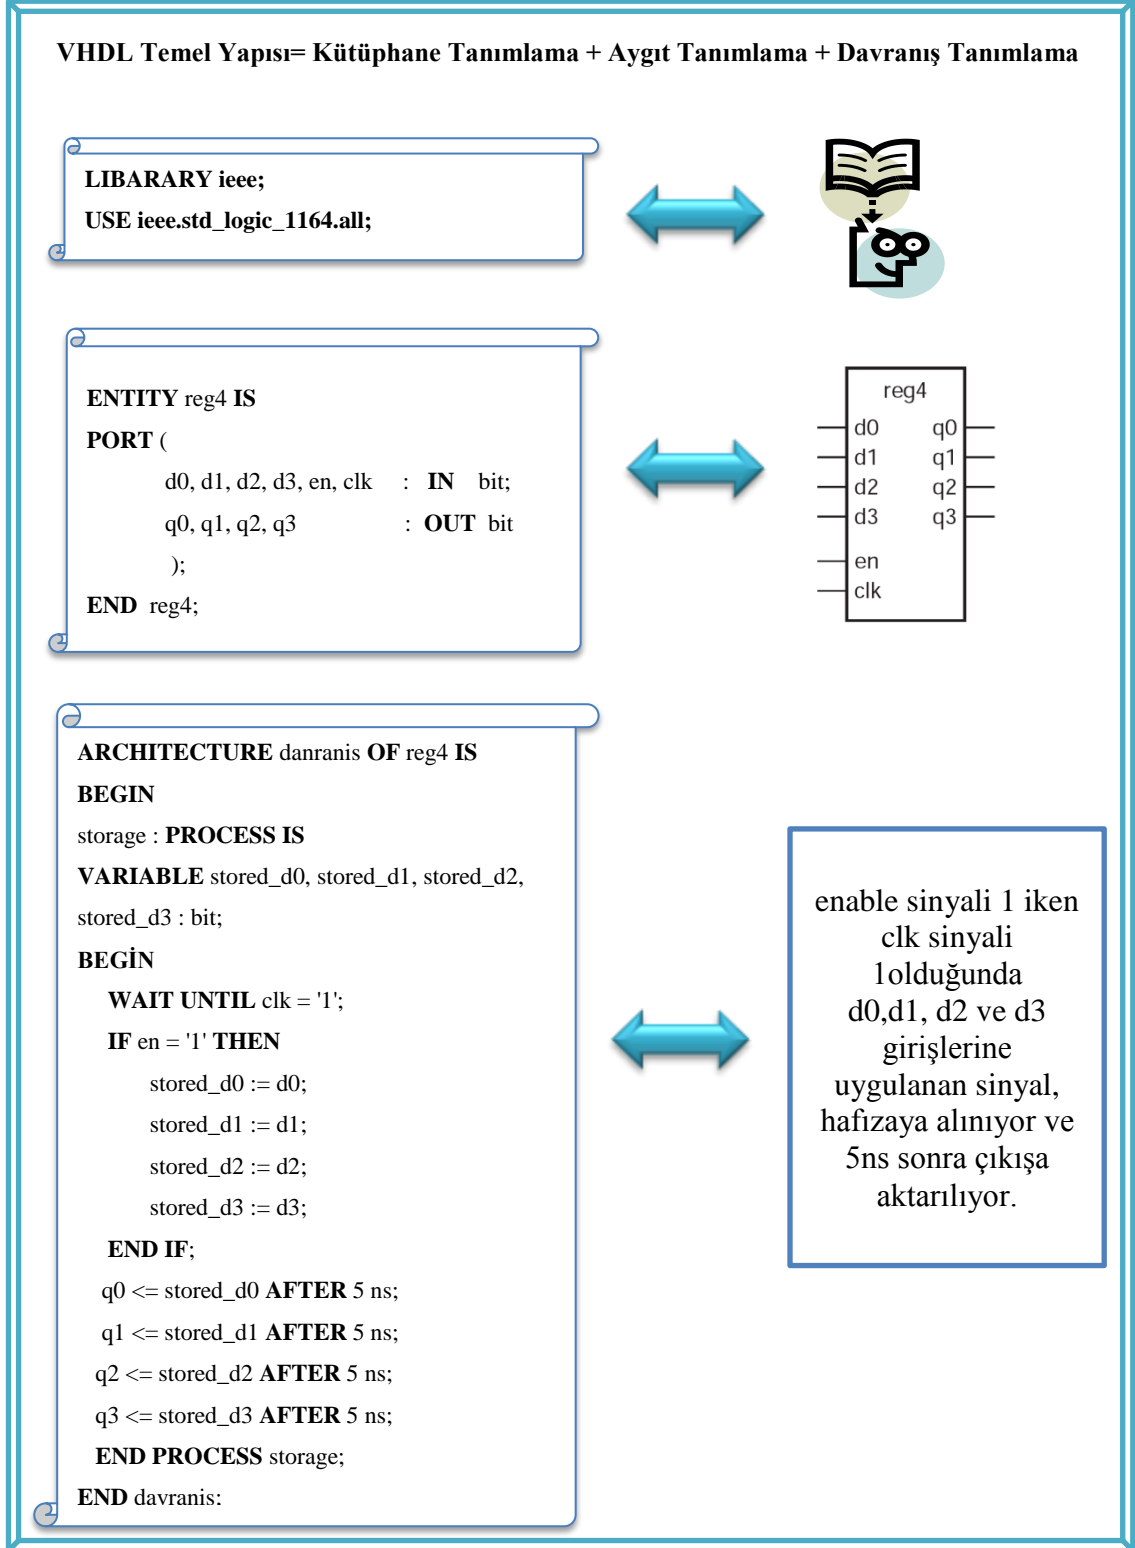 VHDL Temel Yapısı= Kütüphane Tanımlama + Aygıt Tanımlama + Davranış Tanımlama
LIBARARY ieee;
USE ieee.std_logic_1164.all;
ENTITY reg4 IS
PORT (
d0, d1, d2, d3, en, clk : IN bit;
q0, q1, q2, q3 : OUT bit
);
END reg4;
reg4
d0 q0
d1 q1
d2 q2
d3 q3
en
clk
ARCHITECTURE danranis OF reg4 IS
BEGIN
storage : PROCESS IS
VARIABLE stored_d0, stored_d1, stored_d2,
stored_d3 : bit;
BEGİN
WAIT UNTIL clk = '1';
IF en = '1' THEN
stored_d0 := d0;
stored_d1 := d1;
stored_d2 := d2;
stored_d3 := d3;
END IF;
q0 <= stored_d0 AFTER 5 ns;
q1 <= stored_d1 AFTER 5 ns;
q2 <= stored_d2 AFTER 5 ns;
q3 <= stored_d3 AFTER 5 ns;
END PROCESS storage;
END davranis:
enable sinyali 1 iken
clk sinyali
1olduğunda
d0,d1, d2 ve d3
girişlerine
uygulanan sinyal,
hafızaya alınıyor ve
5ns sonra çıkışa
aktarılıyor.